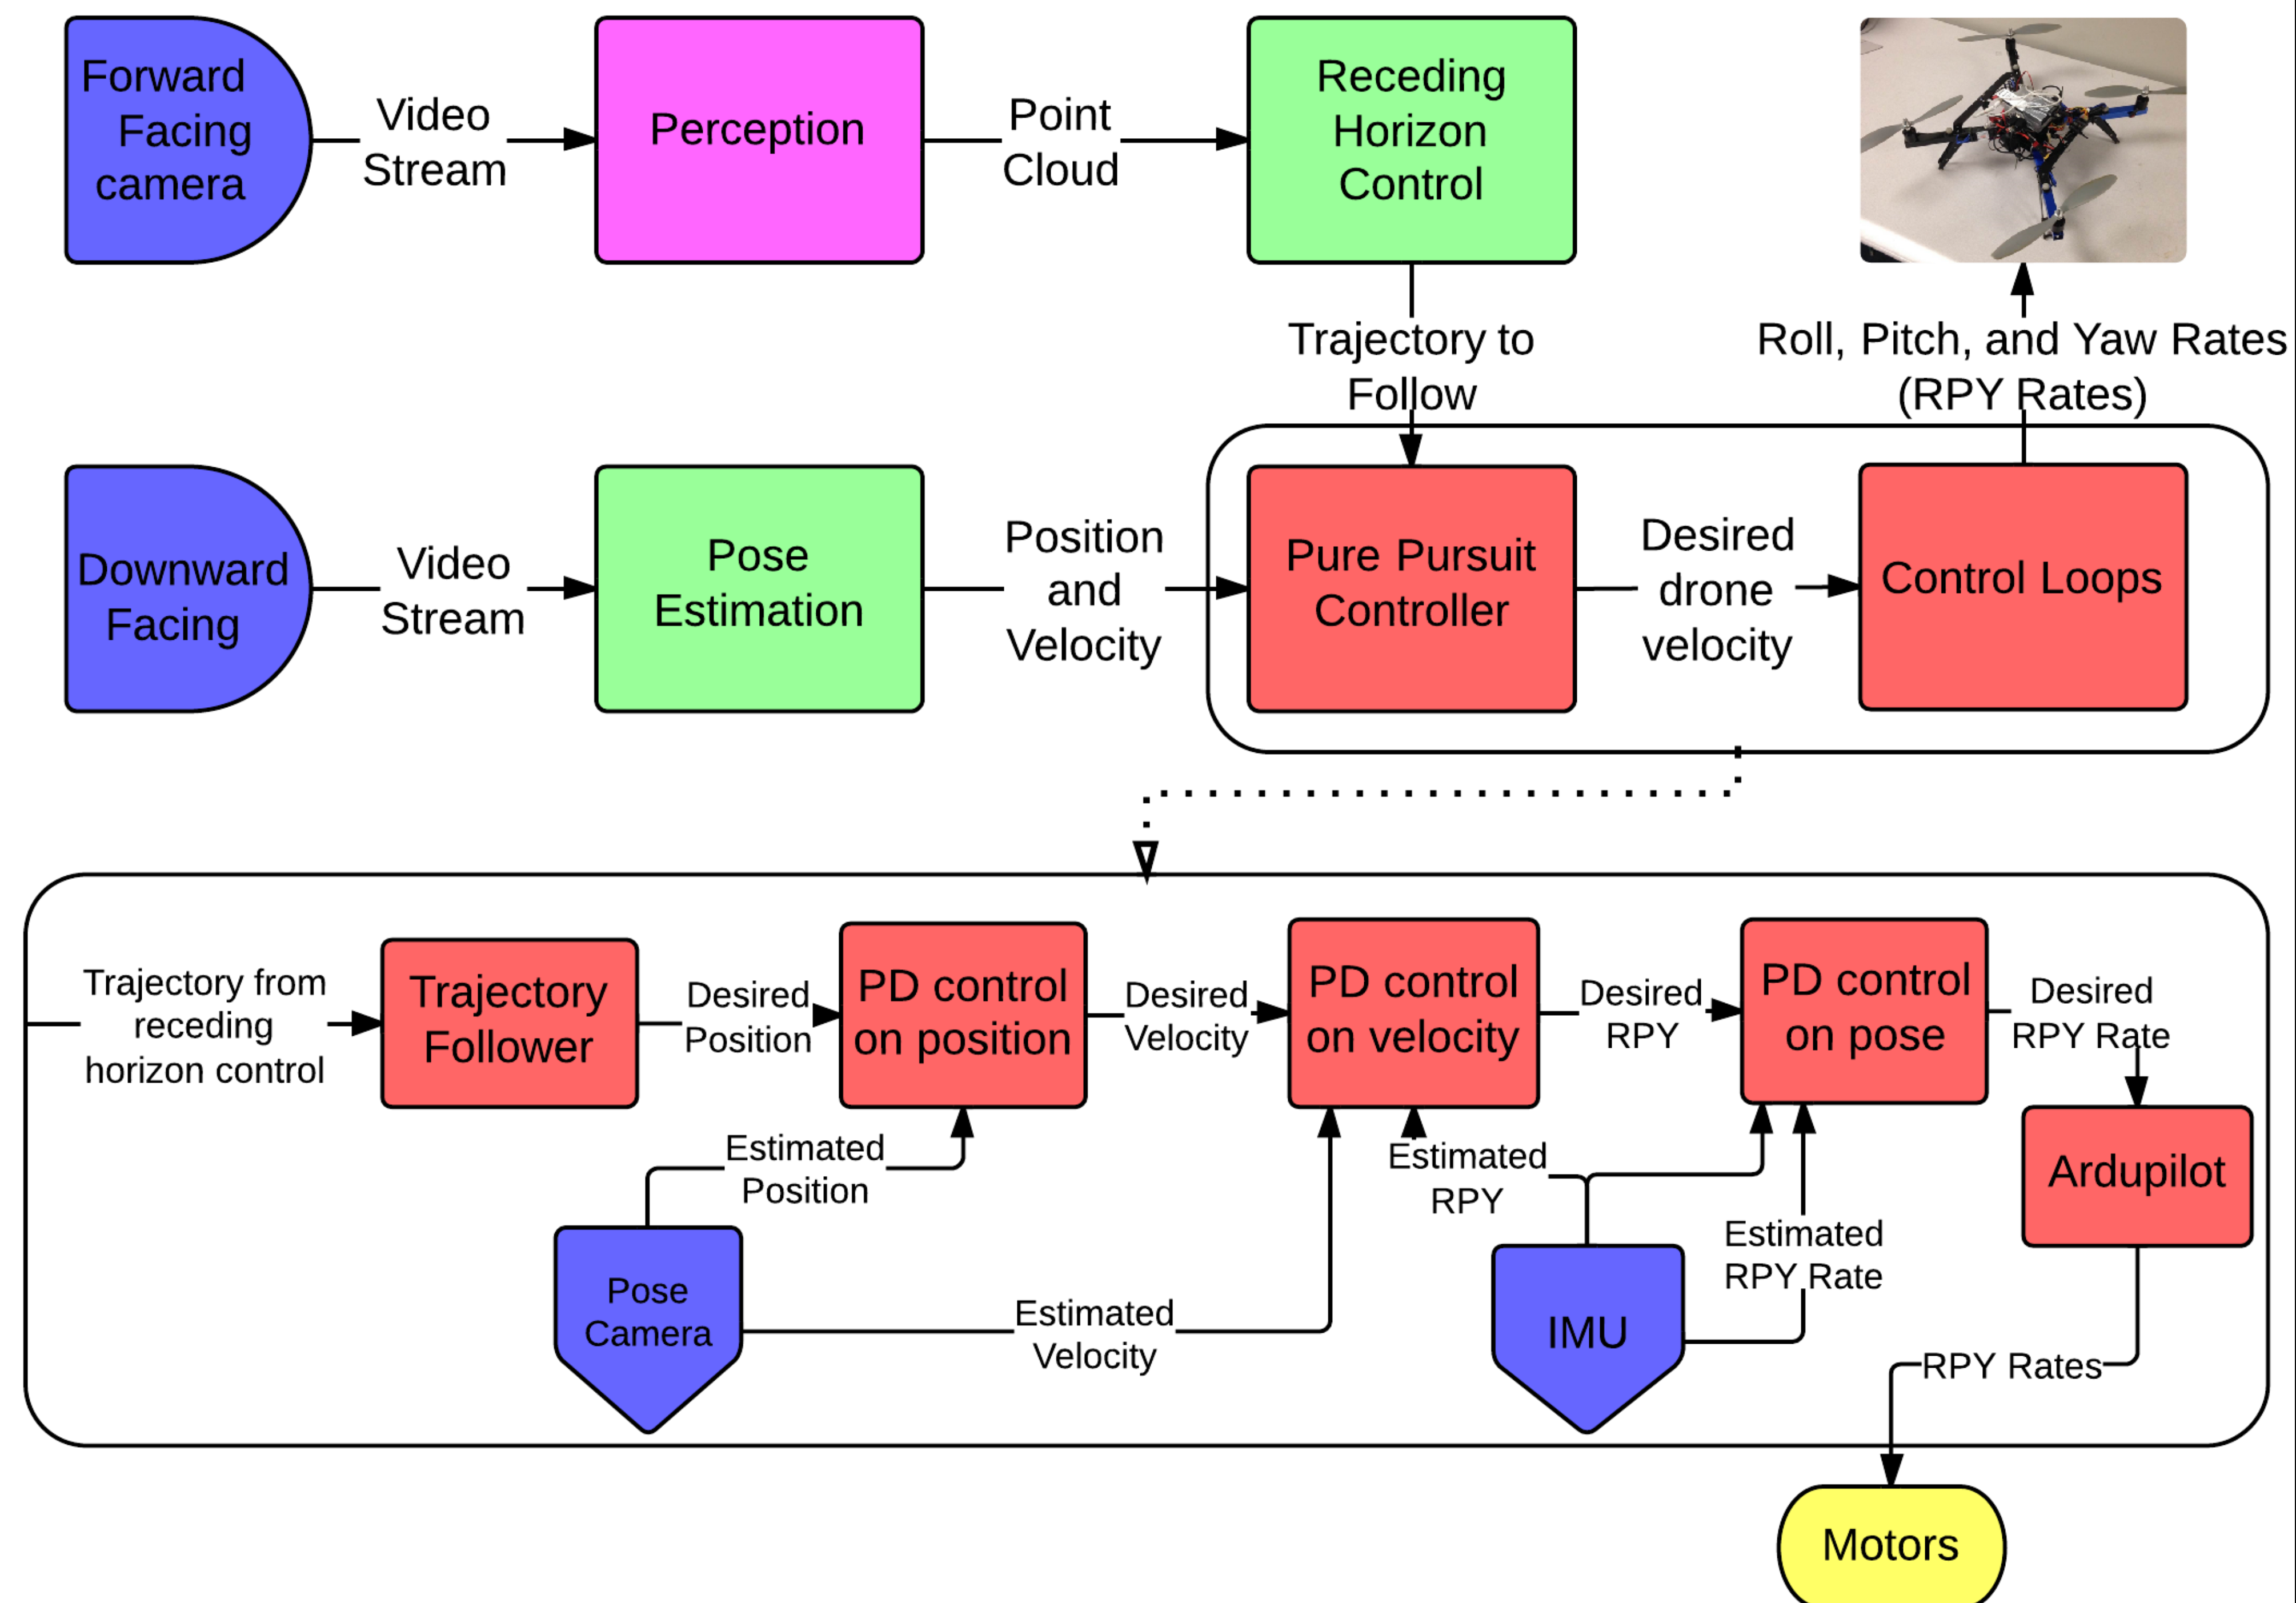 Forward
Facing
camera
Video
Stream
Perception
Point
Cloud
Receding
Horizon
Control
Trajectory to
Follow
Roll, Pitch, and Yaw Rates
(RPY Rates)
Downward
Facing
Video
Stream
Pose
Estimation
Position
and
Velocity
Pure Pursuit
Controller
Desired
drone
velocity
Control Loops
Trajectory from
receding
horizon control
Trajectory
Follower
Desired
Position
PD control
on position
Desired
Velocity
PD control
on velocity
Desired
RPY
PD control
on pose
Desired
RPY Rate
Estimated
Position
Estimated
RPY
Ardupilot
Pose
Camera
Estimated
Velocity
IMU
Estimated
RPY Rate
RPY Rates
Motors